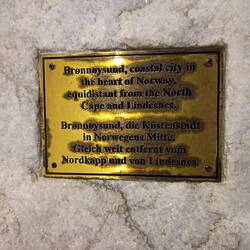 Brønnøysund, coastal city in
the heart of Norway,
equidistant from the North
Cape and Lindesnes.
Brønnøysund, die Küstenstadt
in Norwegens Mitte.
Gleich weit entfernt vom
Nordkapp und von Lindesnes.